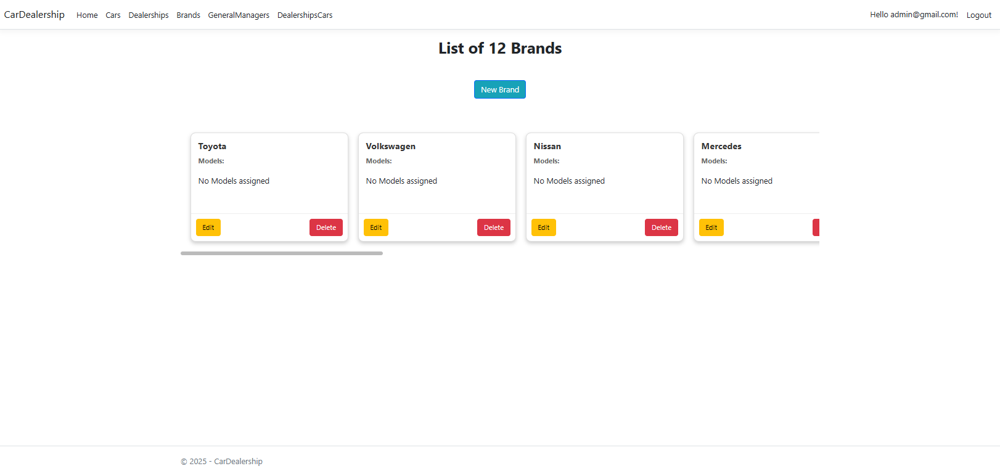 CarDealership Home Cars Dealerships Brands GeneralManagers DealershipsCars Hello admin@gmail.com! Logout
List of 12 Brands
New Brand
Toyota Volkswagen Nissan Mercedes
Models: Models: Models: Models:
No Models assigned No Models assigned No Models assigned No Models assigned
Edit Delete Edit Delete Edit Delete Edit
© 2025 - CarDealership